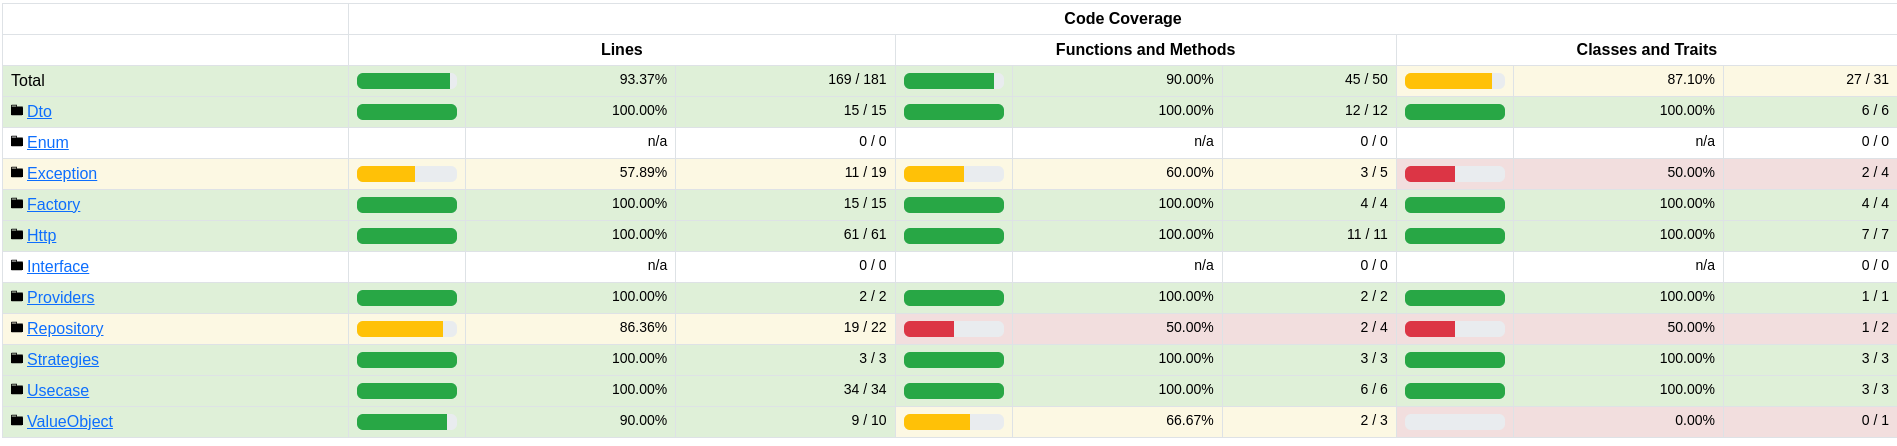 Code Coverage
Lines Functions and Methods Classes and Traits
Total 93.37% 169 / 181 90.00% 45 / 50 87.10% 27 / 31
Dto 100.00% 15 / 15 100.00% 12 / 12 100.00% 6 / 6
Enum n/a 0 / 0 n/a 0 / 0 n/a 0 / 0
Exception 57.89% 11 / 19 60.00% 3 / 5 50.00% 2 / 4
Factory 100.00% 15 / 15 100.00% 4 / 4 100.00% 4 / 4
Http 100.00% 61 / 61 100.00% 11 / 11 100.00% 7 / 7
Interface n/a 0 / 0 n/a 0 / 0 n/a 0 / 0
Providers 100.00% 2 / 2 100.00% 2 / 2 100.00% 1 / 1
Repository 86.36% 19 / 22 50.00% 2 / 4 50.00% 1 / 2
Strategies 100.00% 3 / 3 100.00% 3 / 3 100.00% 3 / 3
Usecase 100.00% 34 / 34 100.00% 6 / 6 100.00% 3 / 3
ValueObject 90.00% 9 / 10 66.67% 2 / 3 0.00% 0 / 1